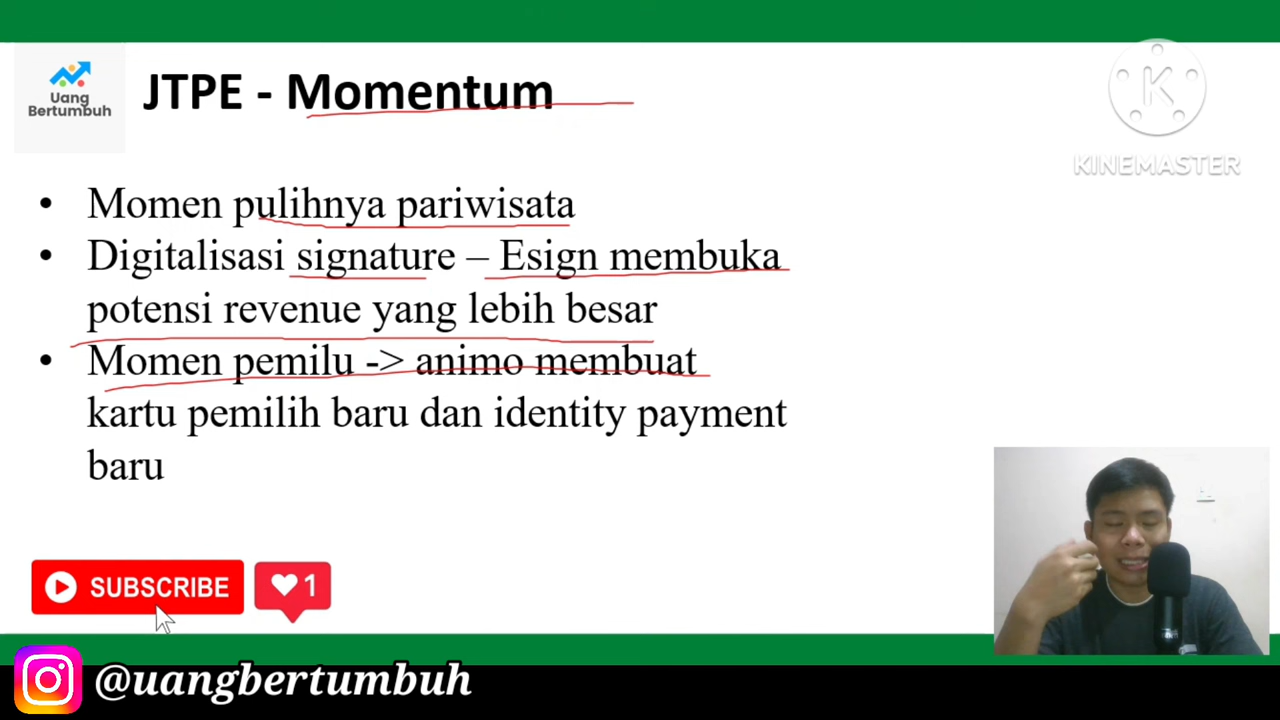 Uang
Bertumbuh
JTPE - Momentum
KINEMASTER
• Momen pulihnya pariwisata
• Digitalisasi signature – Esign membuka
potensi revenue yang lebih besar
• Momen pemilu -> animo membuat
kartu pemilih baru dan identity payment
baru
SUBSCRIBE
1
@uangbertumbuh